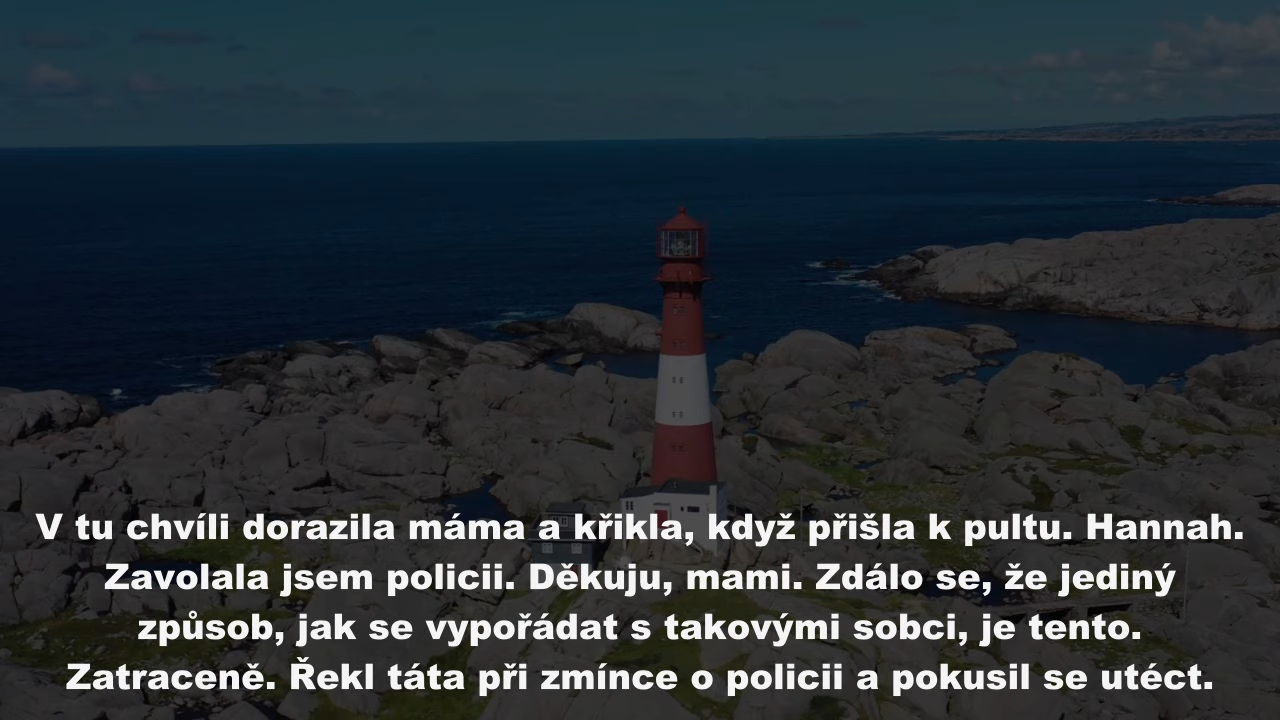 V tu chvíli dorazila máma a křikla, když přišla k pultu. Hannah.
Zavolala jsem policii. Děkuju, mami. Zdálo se, že jediný
způsob, jak se vypořádat s takovými sobci, je tento.
Zatraceně. Řekl táta při zmínce o policii a pokusil se utéct.